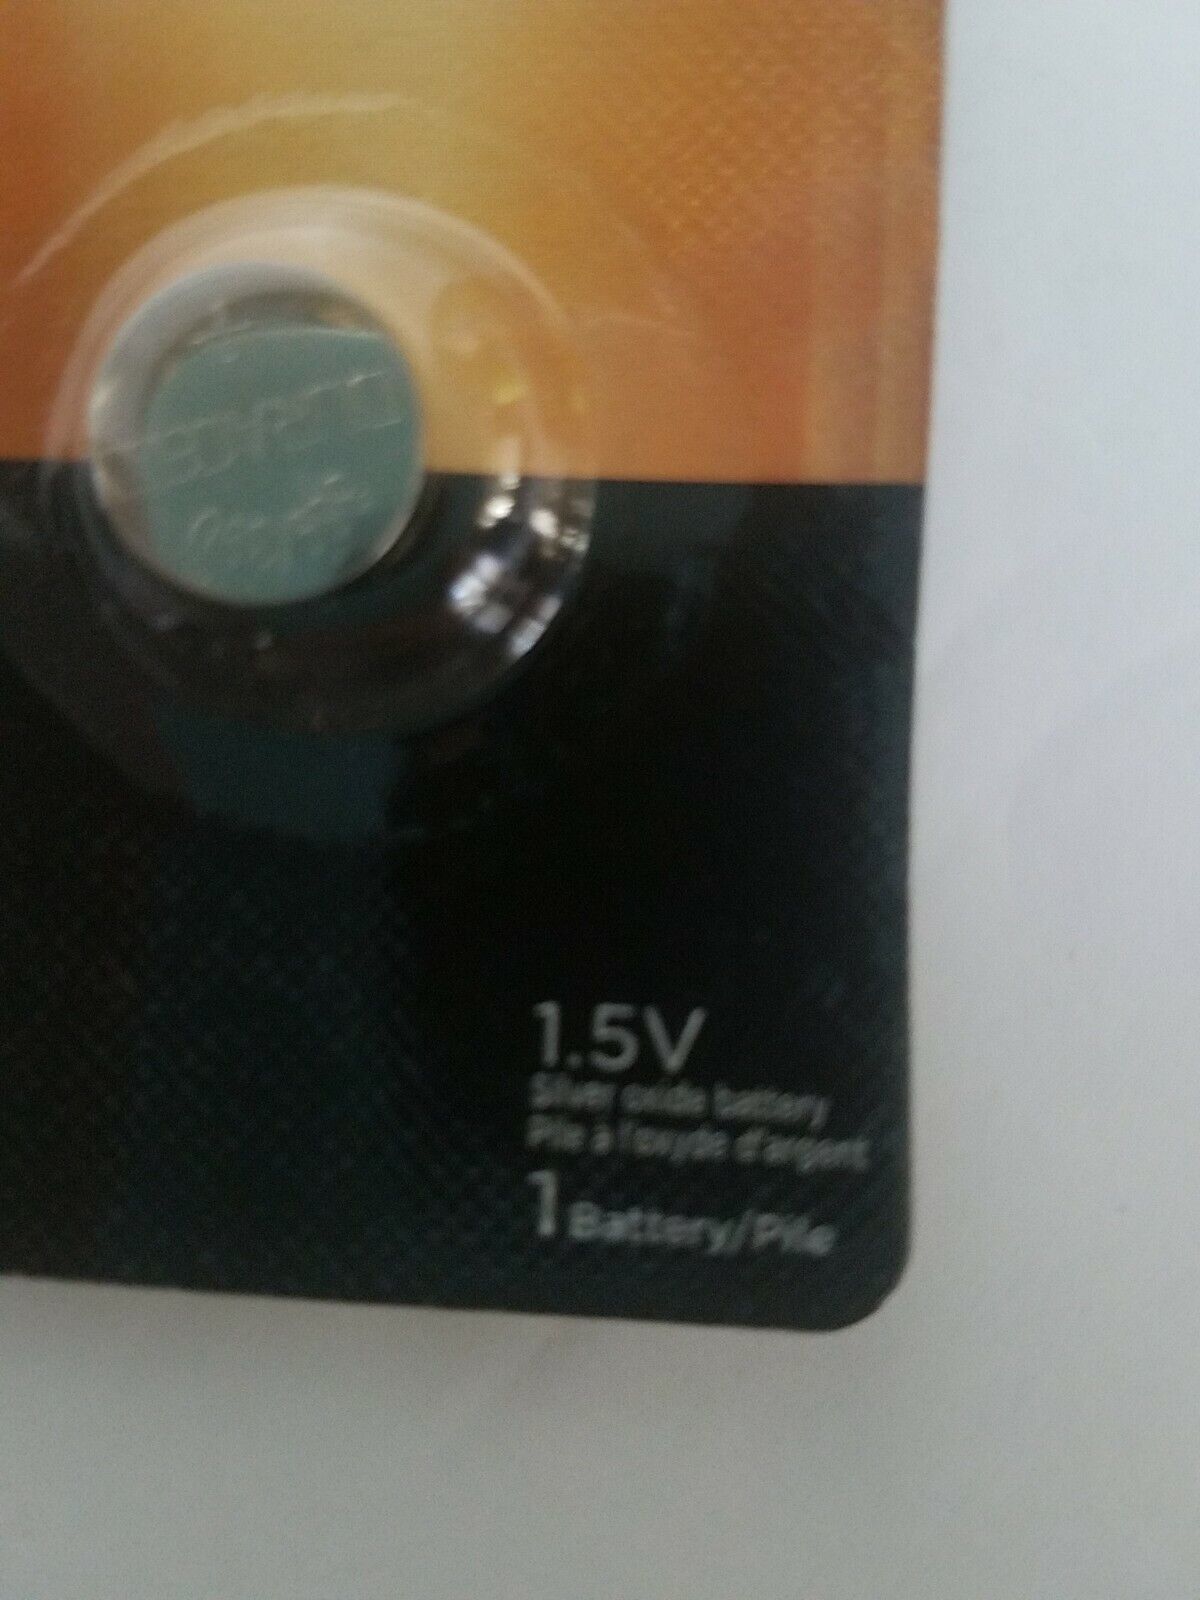 1.5V
Silver oxide battery
Pile à l'oxyde d'argent
1 Battery/Pile